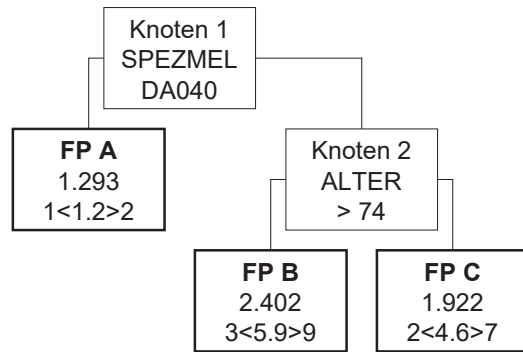 Knoten 1
SPEZMEL
DA040
FP A
1.293
1<1.2>2
Knoten 2
ALTER
> 74
FP B
2.402
3<5.9>9
FP C
1.922
2<4.6>7